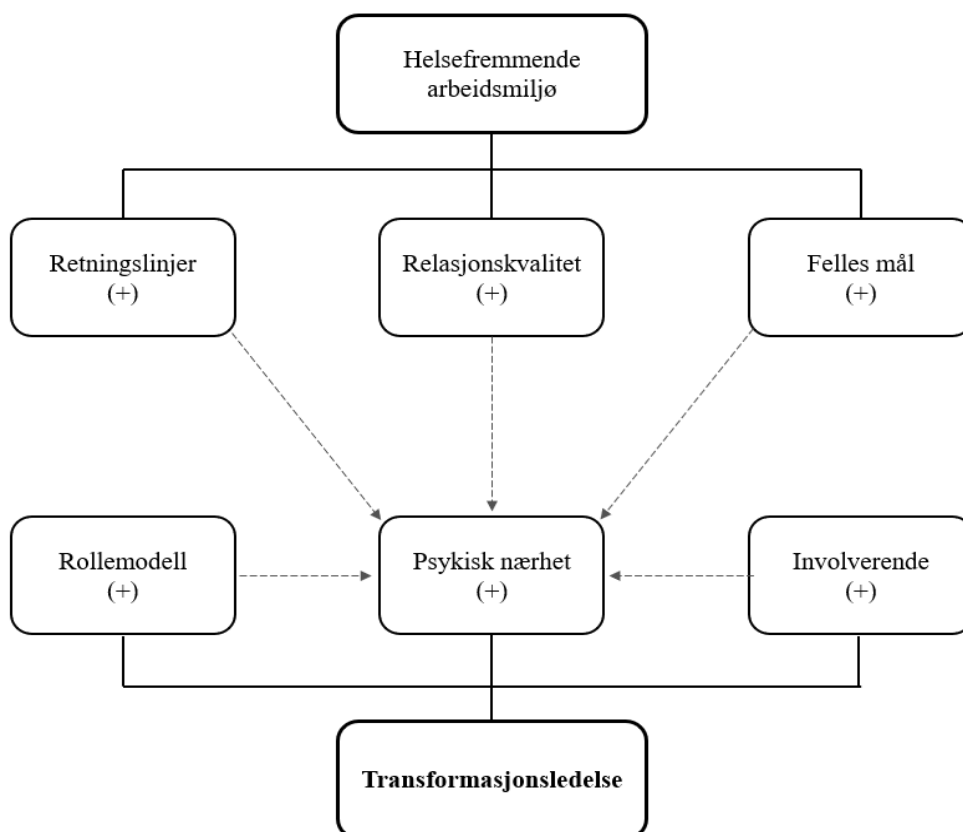 Helsefremmende
arbeidsmiljø
Retningslinjer
(+)
Relasjonskvalitet
(+)
Felles mål
(+)
Rollemodell
(+)
Psykisk nærhet
(+)
Involverende
(+)
Transformasjonsledelse